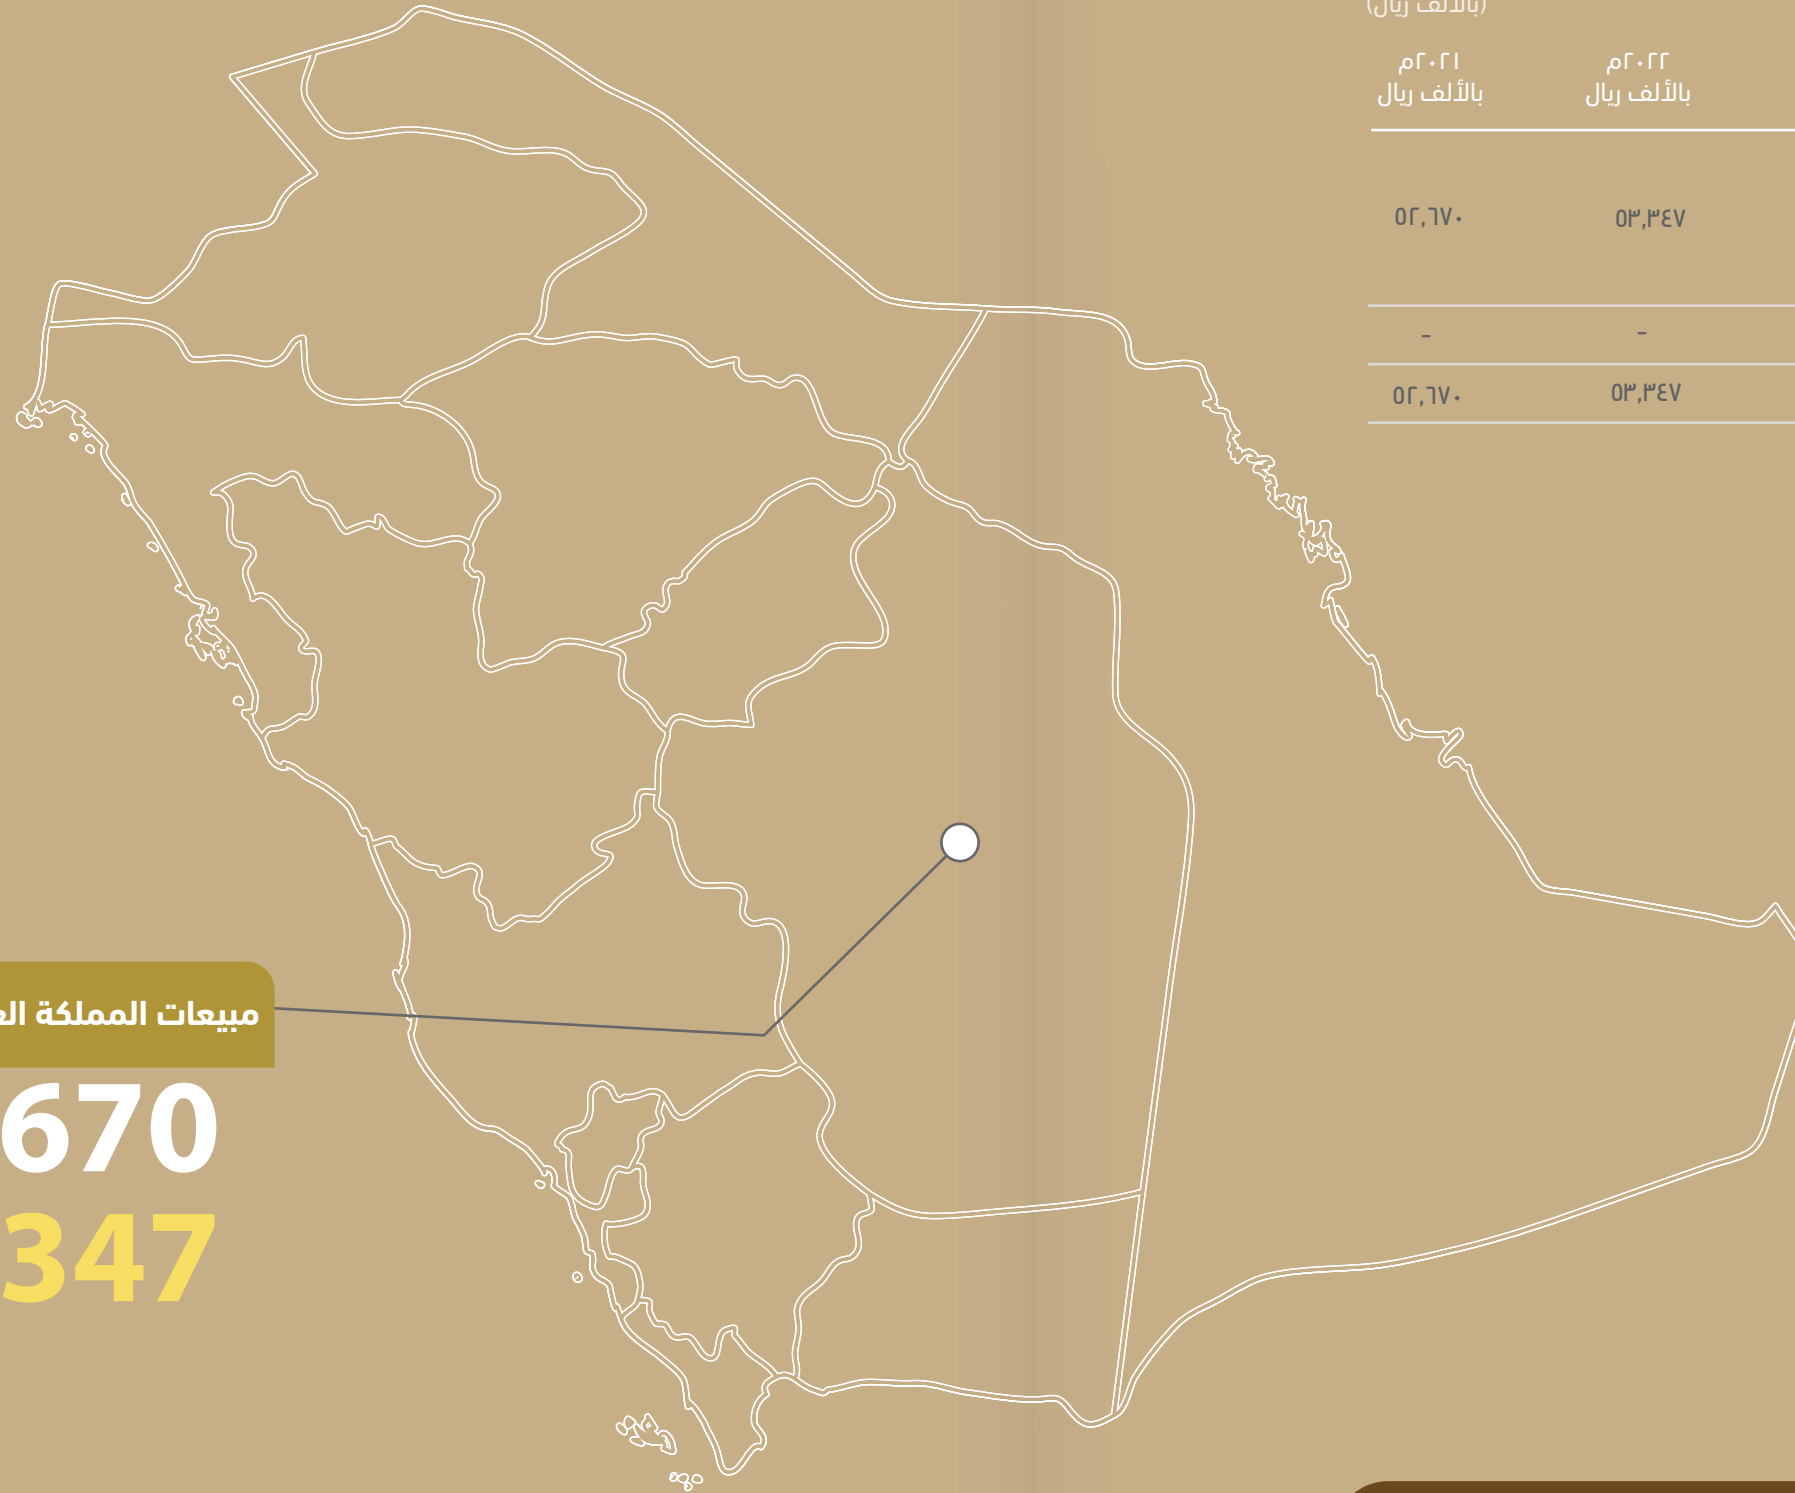 (بالألف ريال)
٢٠٢٢م ٢٠٢١م
بالألف ريال بالألف ريال
٥٣,٣٤٧ ٥٢,٦٧٠
- -
٥٣,٣٤٧ ٥٢,٦٧٠
مبيعات المملكة
670
347